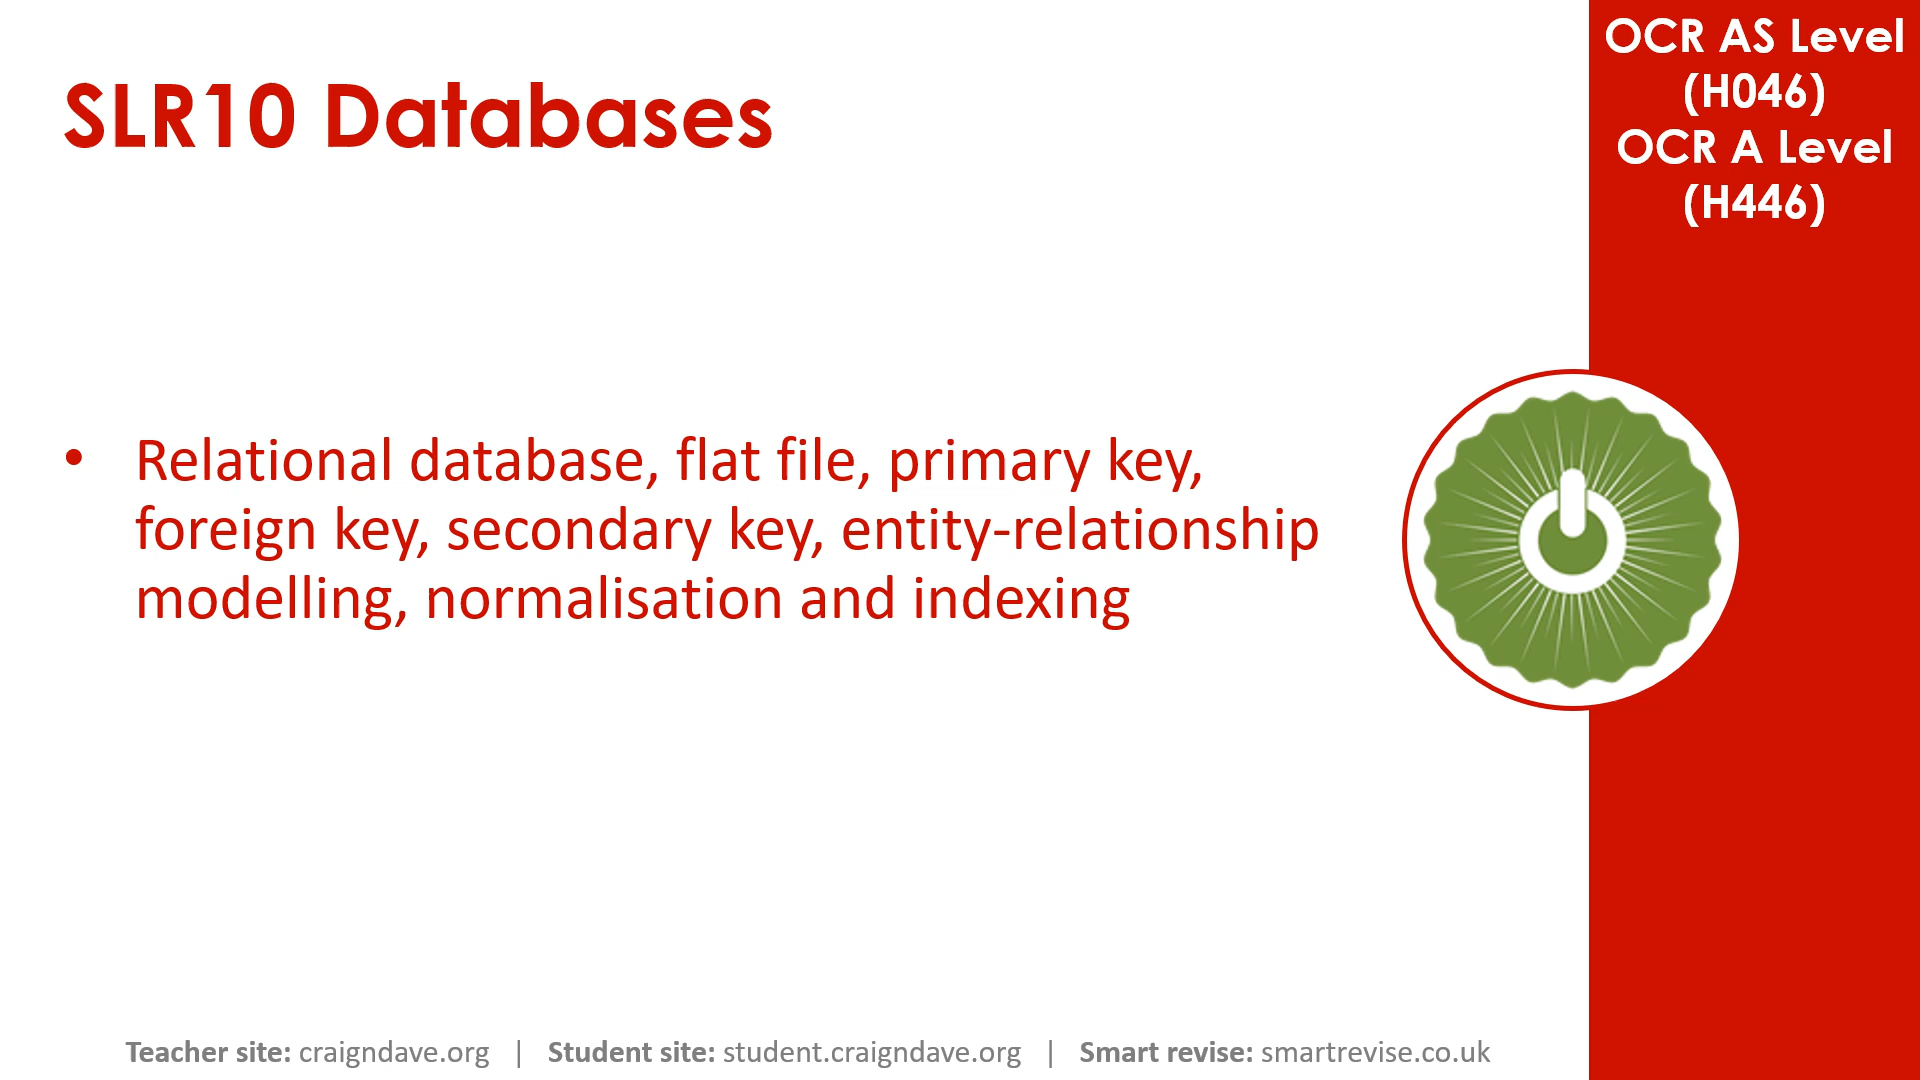 SLR10 Databases
OCR AS Level
(H046)
OCR A Level
(H446)
• Relational database, flat file, primary key,
foreign key, secondary key, entity-relationship
modelling, normalisation and indexing
Teacher site: craigndave.org | Student site: student.craigndave.org | Smart revise: smartrevise.co.uk